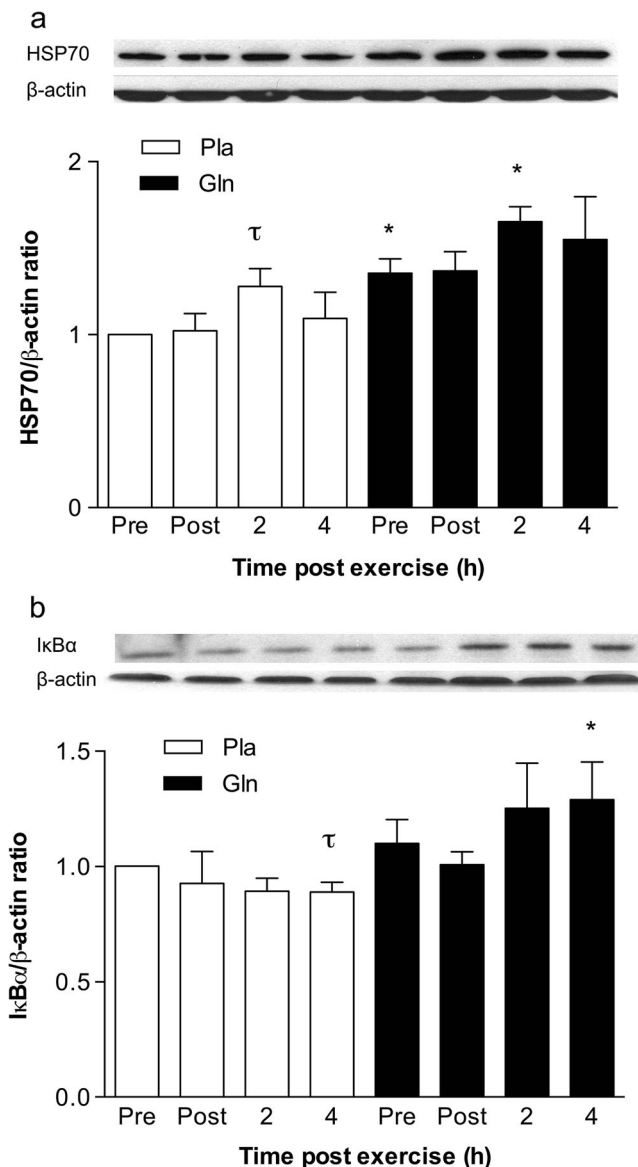 a
HSP70
β-actin
2
1
0
HSP70/β-actin ratio
Pla
Gln
τ
*
*
Pre Post 2 4 Pre Post 2 4
Time post exercise (h)
b
IκBα
β-actin
1.5
1.0
0.5
0.0
IκBα/β-actin ratio
Pla
Gln
τ
*
Pre Post 2 4 Pre Post 2 4
Time post exercise (h)